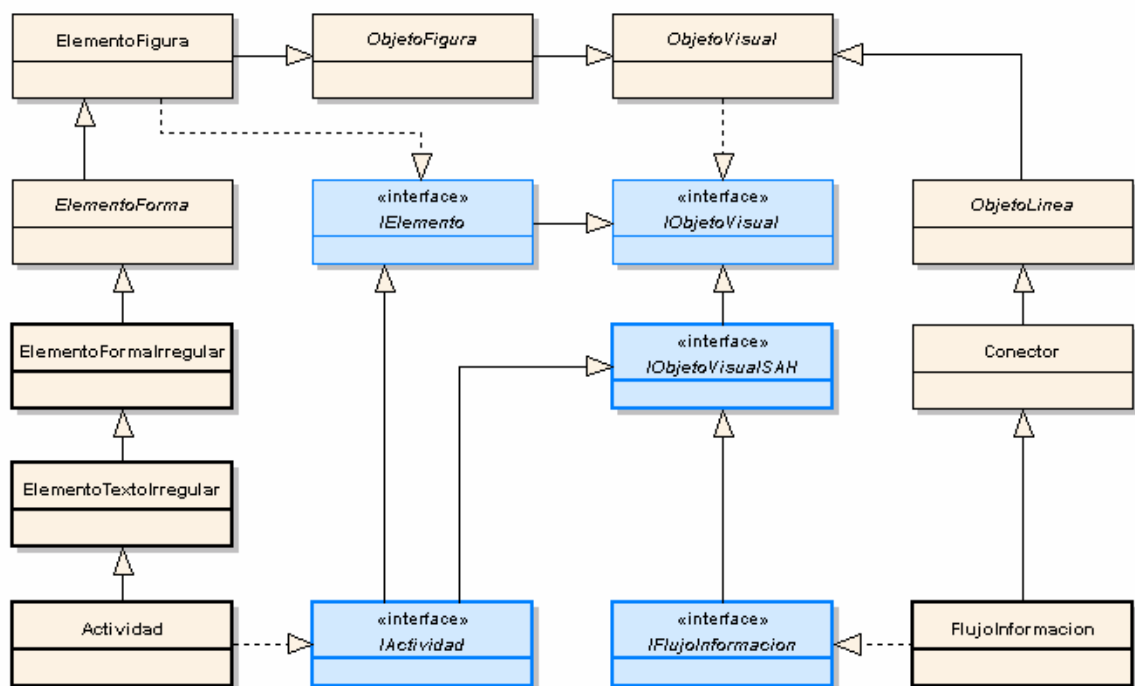 ElementoFigura
ObjetoFigura
ObjetoVisual
ElementoForma
«interface»
IElemento
«interface»
IObjetoVisual
ObjetoLinea
ElementoFormaIrregular
«interface»
IObjetoVisualSAH
Conector
ElementoTextoIrregular
Actividad
«interface»
IActividad
«interface»
IFlujoInformacion
FlujoInformacion